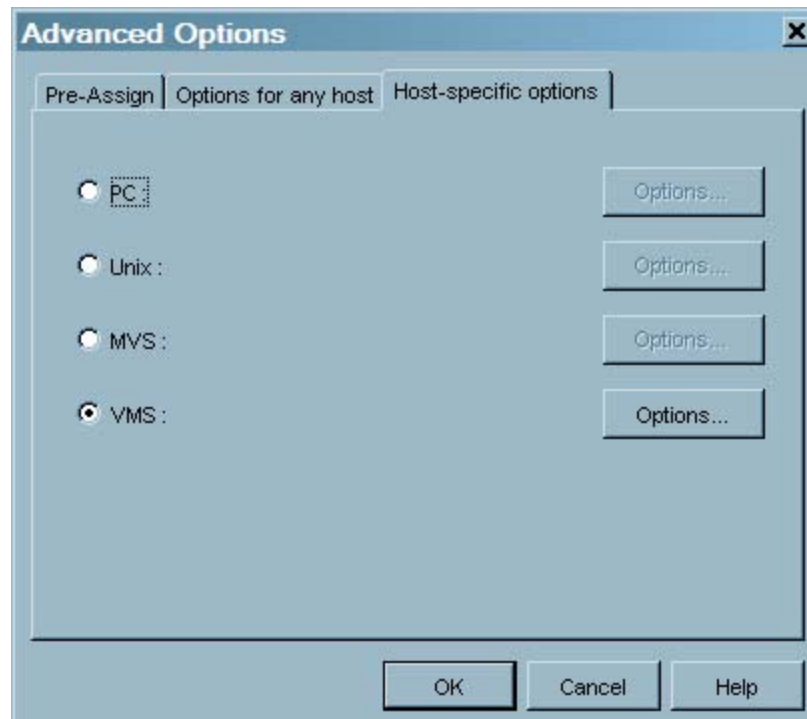 Advanced Options
Pre-Assign Options for any host Host-specific options
PC : Options...
Unix : Options...
MVS : Options...
VMS : Options...
OK Cancel Help